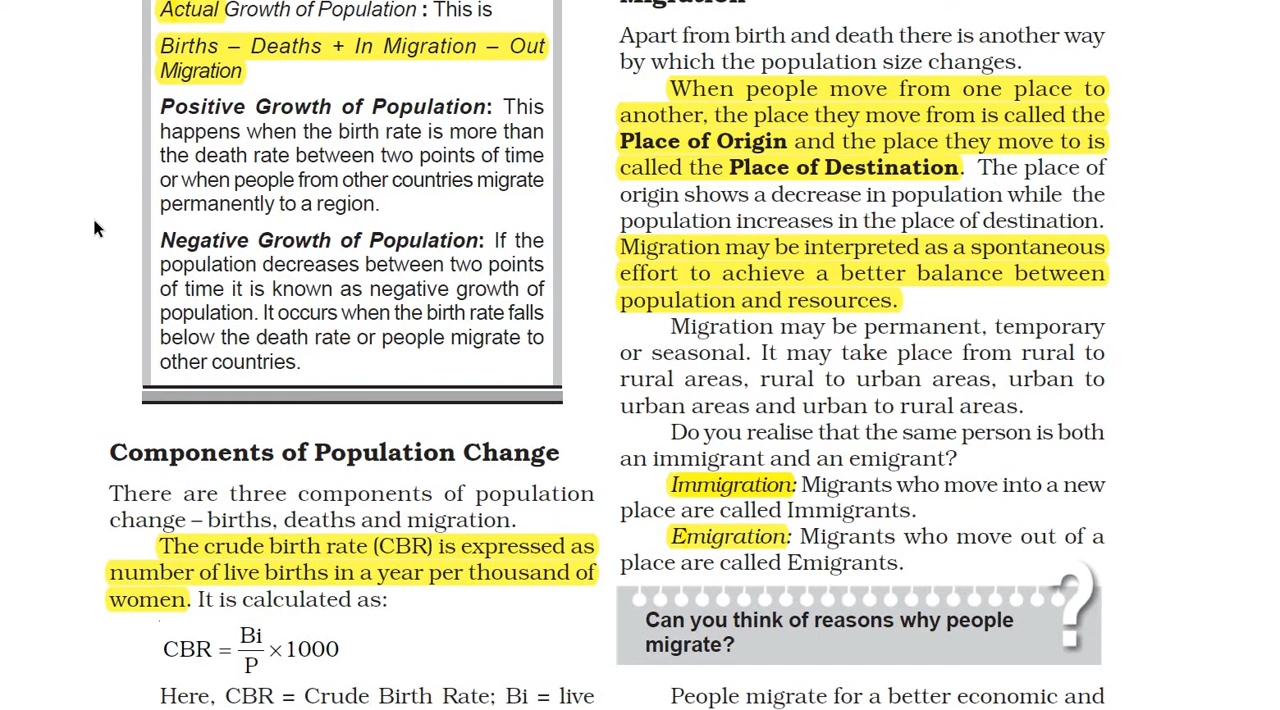 Actual Growth of Population : This is
Births – Deaths + In Migration – Out
Migration
Positive Growth of Population: This
happens when the birth rate is more than
the death rate between two points of time
or when people from other countries migrate
permanently to a region.
Negative Growth of Population: If the
population decreases between two points
of time it is known as negative growth of
population. It occurs when the birth rate falls
below the death rate or people migrate to
other countries.
Components of Population Change
There are three components of population
change – births, deaths and migration.
The crude birth rate (CBR) is expressed as
number of live births in a year per thousand of
women. It is calculated as:
CBR = Bi/P ×1000
Here, CBR = Crude Birth Rate; Bi = live
Migration
Apart from birth and death there is another way
by which the population size changes.
When people move from one place to
another, the place they move from is called the
Place of Origin and the place they move to is
called the Place of Destination. The place of
origin shows a decrease in population while the
population increases in the place of destination.
Migration may be interpreted as a spontaneous
effort to achieve a better balance between
population and resources.
Migration may be permanent, temporary
or seasonal. It may take place from rural to
rural areas, rural to urban areas, urban to
urban areas and urban to rural areas.
Do you realise that the same person is both
an immigrant and an emigrant?
Immigration: Migrants who move into a new
place are called Immigrants.
Emigration: Migrants who move out of a
place are called Emigrants.
Can you think of reasons why people
migrate?
?
People migrate for a better economic and